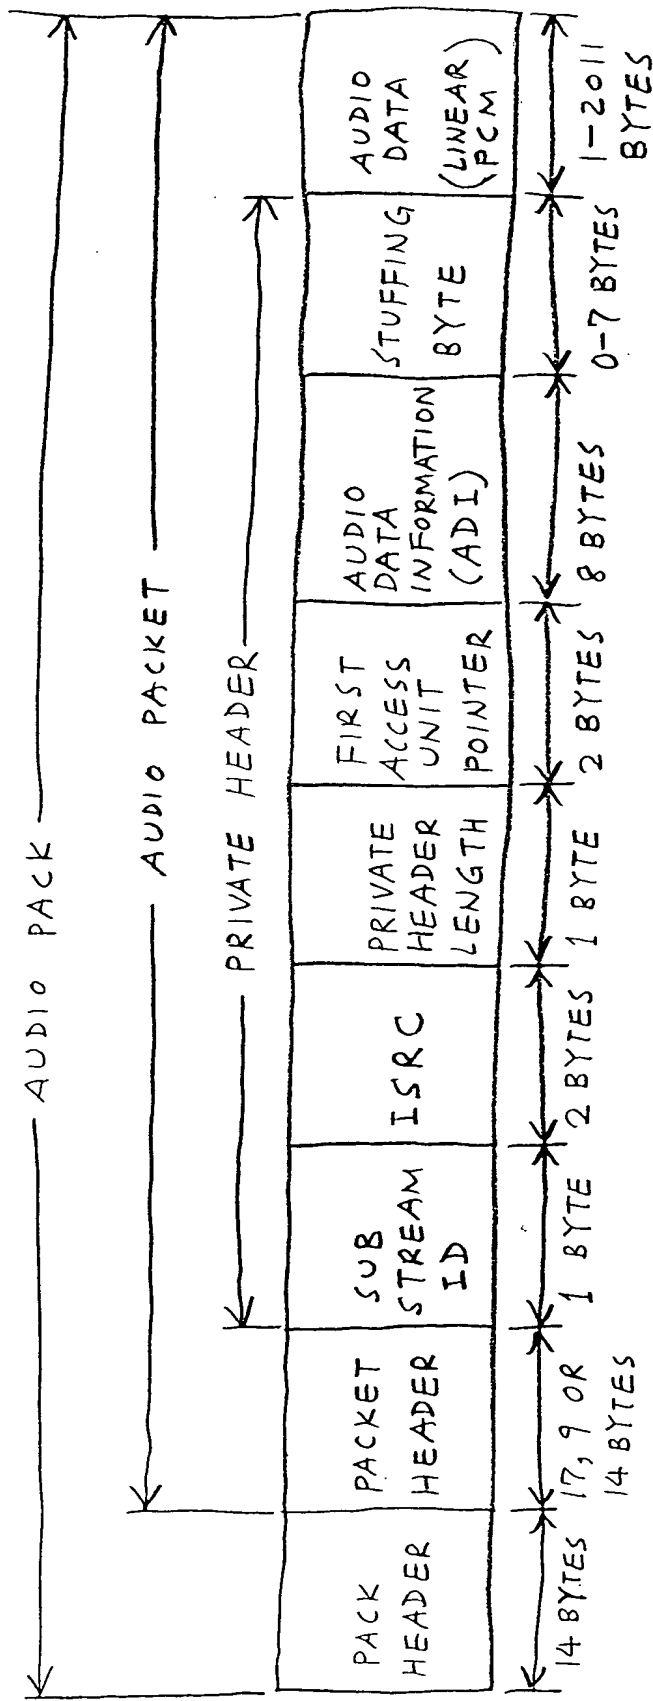 AUDIO PACK
AUDIO PACKET
PRIVATE HEADER
PACK
HEADER
PACKET
HEADER
SUB
STREAM
ID
ISRC
PRIVATE
HEADER
LENGTH
FIRST
ACCESS
UNIT
POINTER
AUDIO
DATA
INFORMATION
(ADI)
STUFFING
BYTE
AUDIO
DATA
(LINEAR)
PCM
14 BYTES
17, 9 OR
14 BYTES
1 BYTE
2 BYTES
1 BYTE
2 BYTES
8 BYTES
0-7 BYTES
1-2011
BYTES